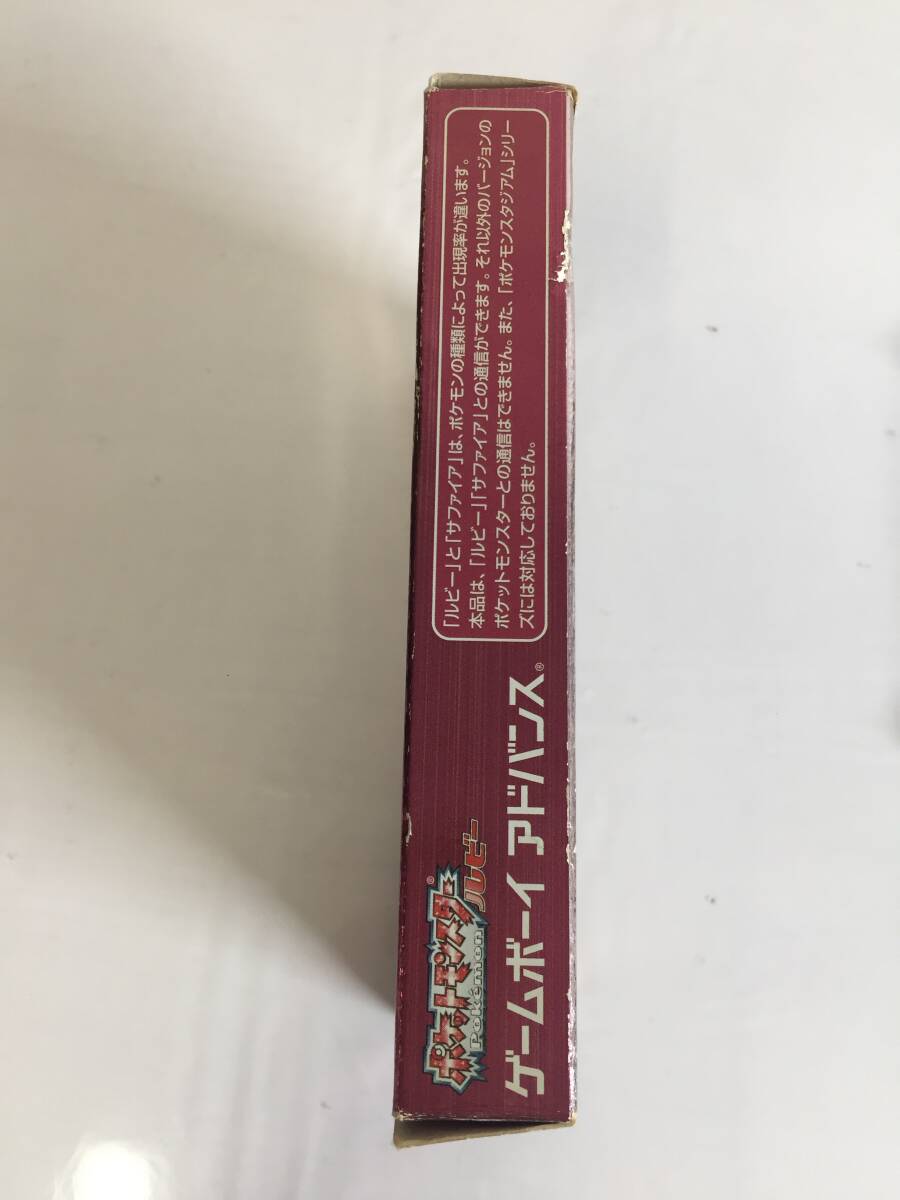 ポケットモンスター®
Pokémon
ルビー
ゲームボーイ アドバンス®
「ルビー」と「サファイア」は、ポケモンの種類によって出現率が違います。
本品は、「ルビー」「サファイア」との通信ができます。それ以外のバージョンの
ポケットモンスターとの通信はできません。また、「ポケモンスタジアム」シリー
ズには対応しておりません。